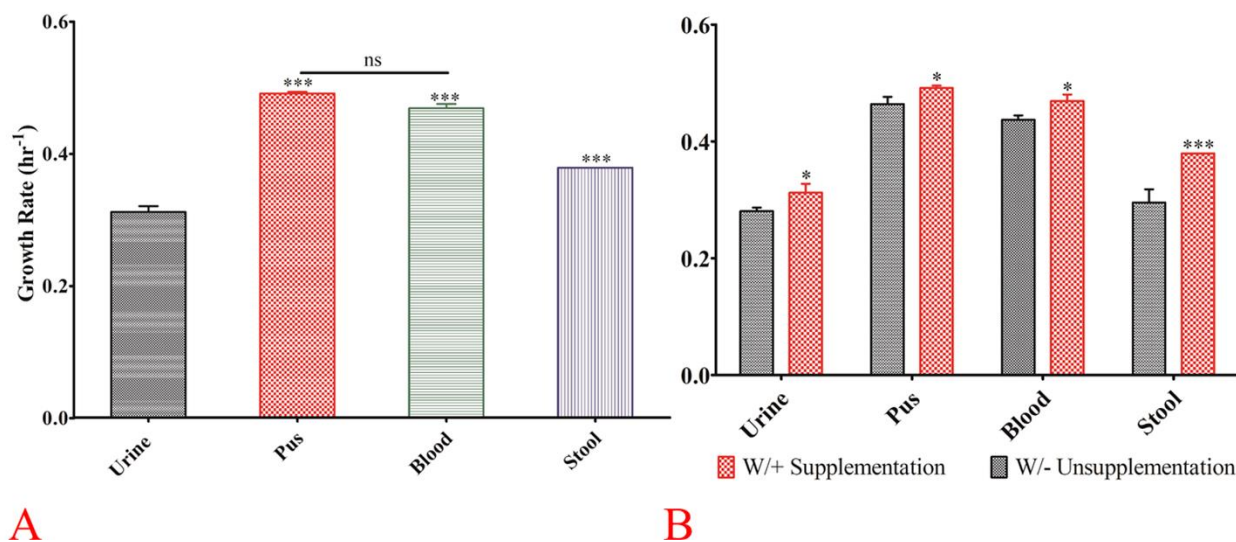 0.6
0.4
0.2
0.0
Growth Rate (hr⁻¹)
ns
***
***
***
Urine
Pus
Blood
Stool
A
0.6
0.4
0.2
0.0
*
*
*
***
Urine
Pus
Blood
Stool
W/+ Supplementation W/- Unsupplementation
B